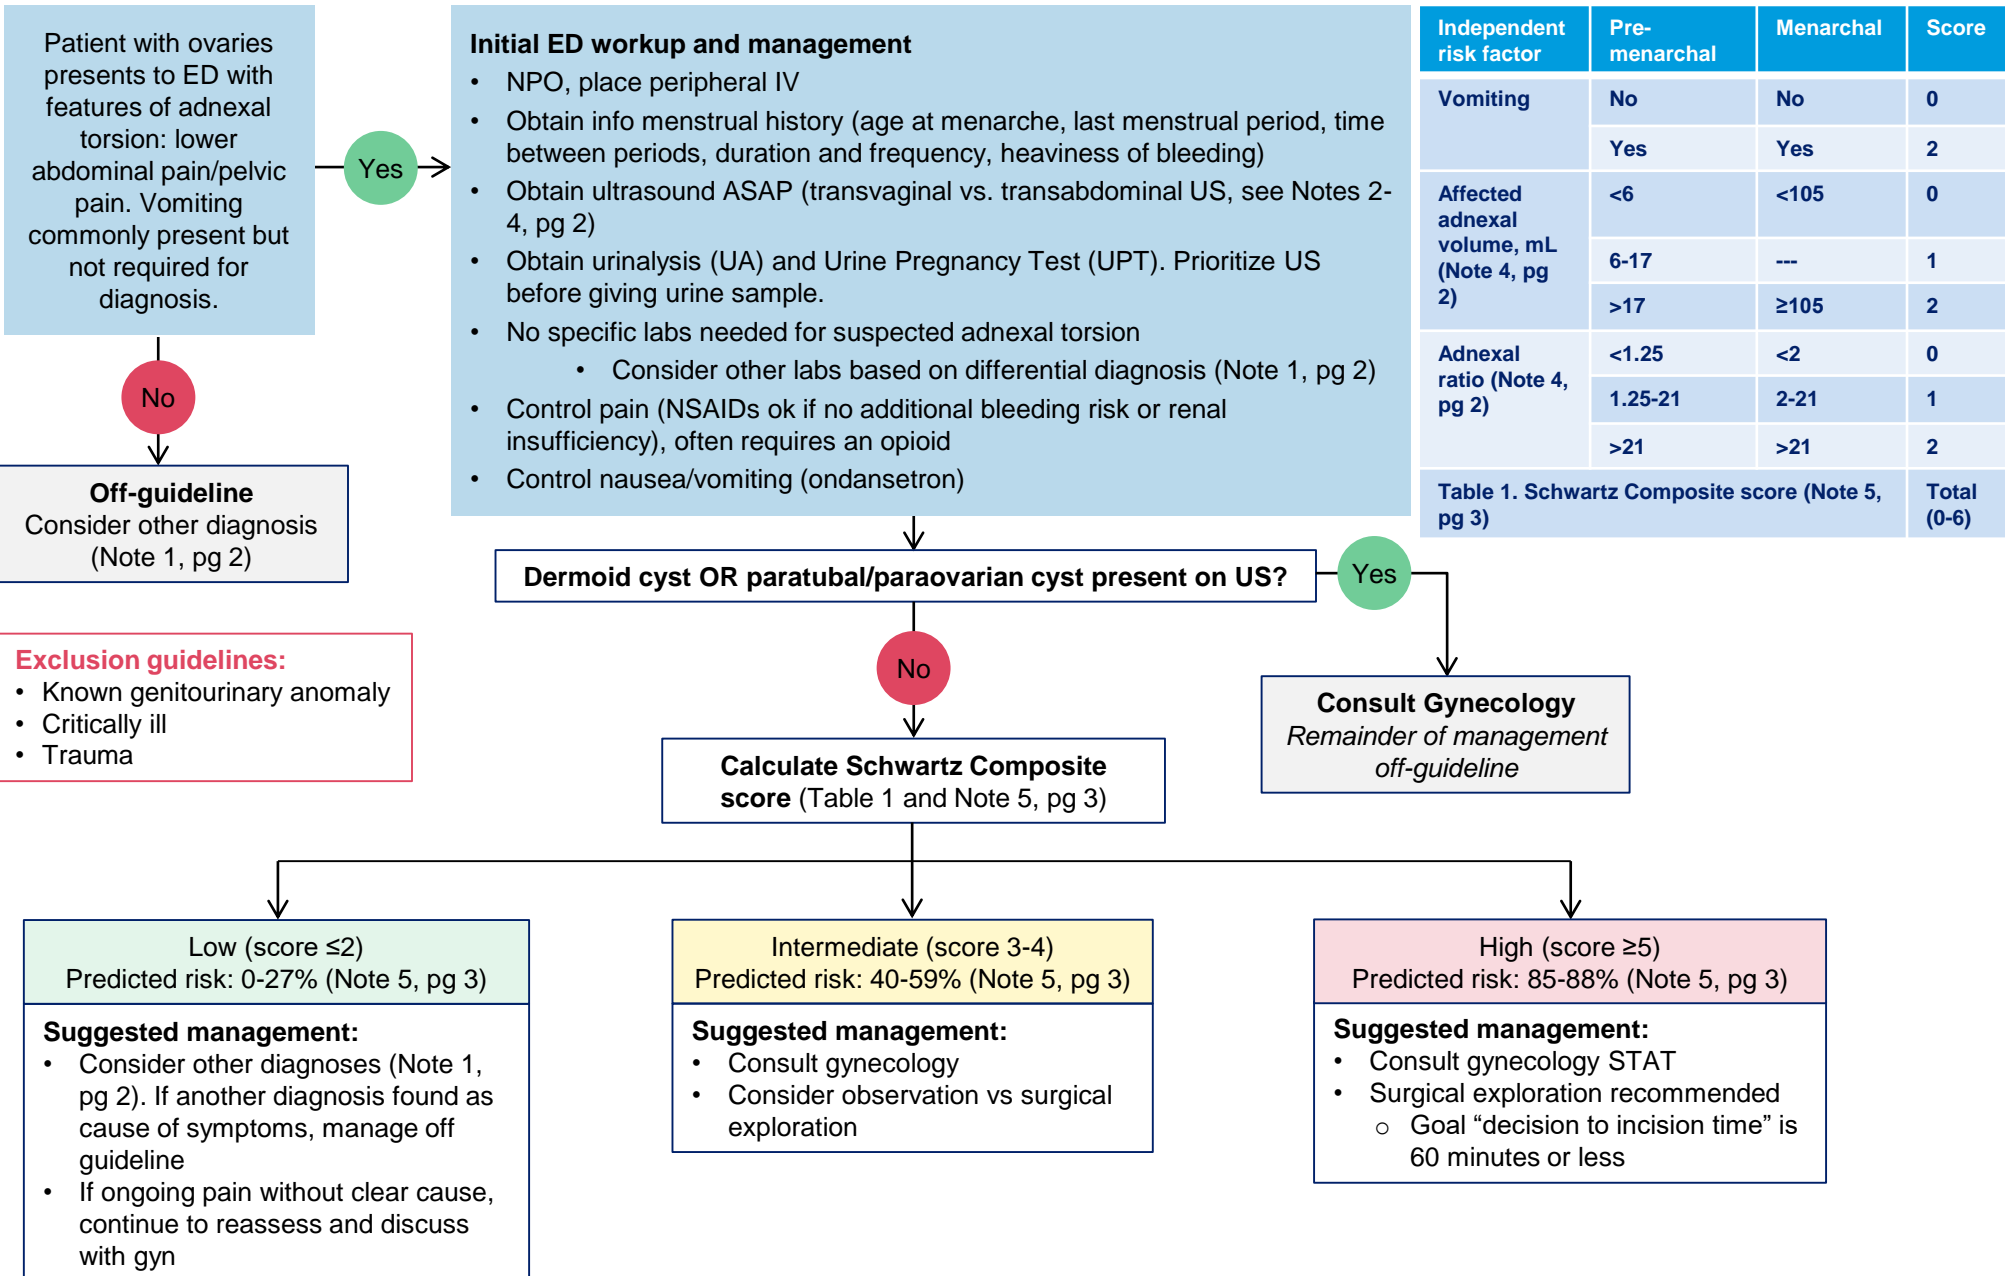 Patient with ovaries
presents to ED with
features of adnexal
torsion: lower
abdominal pain/pelvic
pain. Vomiting
commonly present but
not required for
diagnosis.
Yes
No
Off-guideline
Consider other diagnosis
(Note 1, pg 2)
Exclusion guidelines:
• Known genitourinary anomaly
• Critically ill
• Trauma
Initial ED workup and management
• NPO, place peripheral IV
• Obtain info menstrual history (age at menarche, last menstrual period, time
between periods, duration and frequency, heaviness of bleeding)
• Obtain ultrasound ASAP (transvaginal vs. transabdominal US, see Notes 2-
4, pg 2)
• Obtain urinalysis (UA) and Urine Pregnancy Test (UPT). Prioritize US
before giving urine sample.
• No specific labs needed for suspected adnexal torsion
• Consider other labs based on differential diagnosis (Note 1, pg 2)
• Control pain (NSAIDs ok if no additional bleeding risk or renal
insufficiency), often requires an opioid
• Control nausea/vomiting (ondansetron)
Independent risk factor Pre-menarchal Menarchal Score
Vomiting No No 0
Yes Yes 2
Affected adnexal volume, mL (Note 4, pg 2) <6 <105 0
6-17 --- 1
>17 ≥105 2
Adnexal ratio (Note 4, pg 2) <1.25 <2 0
1.25-21 2-21 1
>21 >21 2
Table 1. Schwartz Composite score (Note 5, pg 3) Total (0-6)
Dermoid cyst OR paratubal/paraovarian cyst present on US?
Yes
No
Consult Gynecology
Remainder of management
off-guideline
Calculate Schwartz Composite
score (Table 1 and Note 5, pg 3)
Low (score ≤2)
Predicted risk: 0-27% (Note 5, pg 3)
Suggested management:
• Consider other diagnoses (Note 1,
pg 2). If another diagnosis found as
cause of symptoms, manage off
guideline
• If ongoing pain without clear cause,
continue to reassess and discuss
with gyn
Intermediate (score 3-4)
Predicted risk: 40-59% (Note 5, pg 3)
Suggested management:
• Consult gynecology
• Consider observation vs surgical
exploration
High (score ≥5)
Predicted risk: 85-88% (Note 5, pg 3)
Suggested management:
• Consult gynecology STAT
• Surgical exploration recommended
o Goal “decision to incision time” is
60 minutes or less